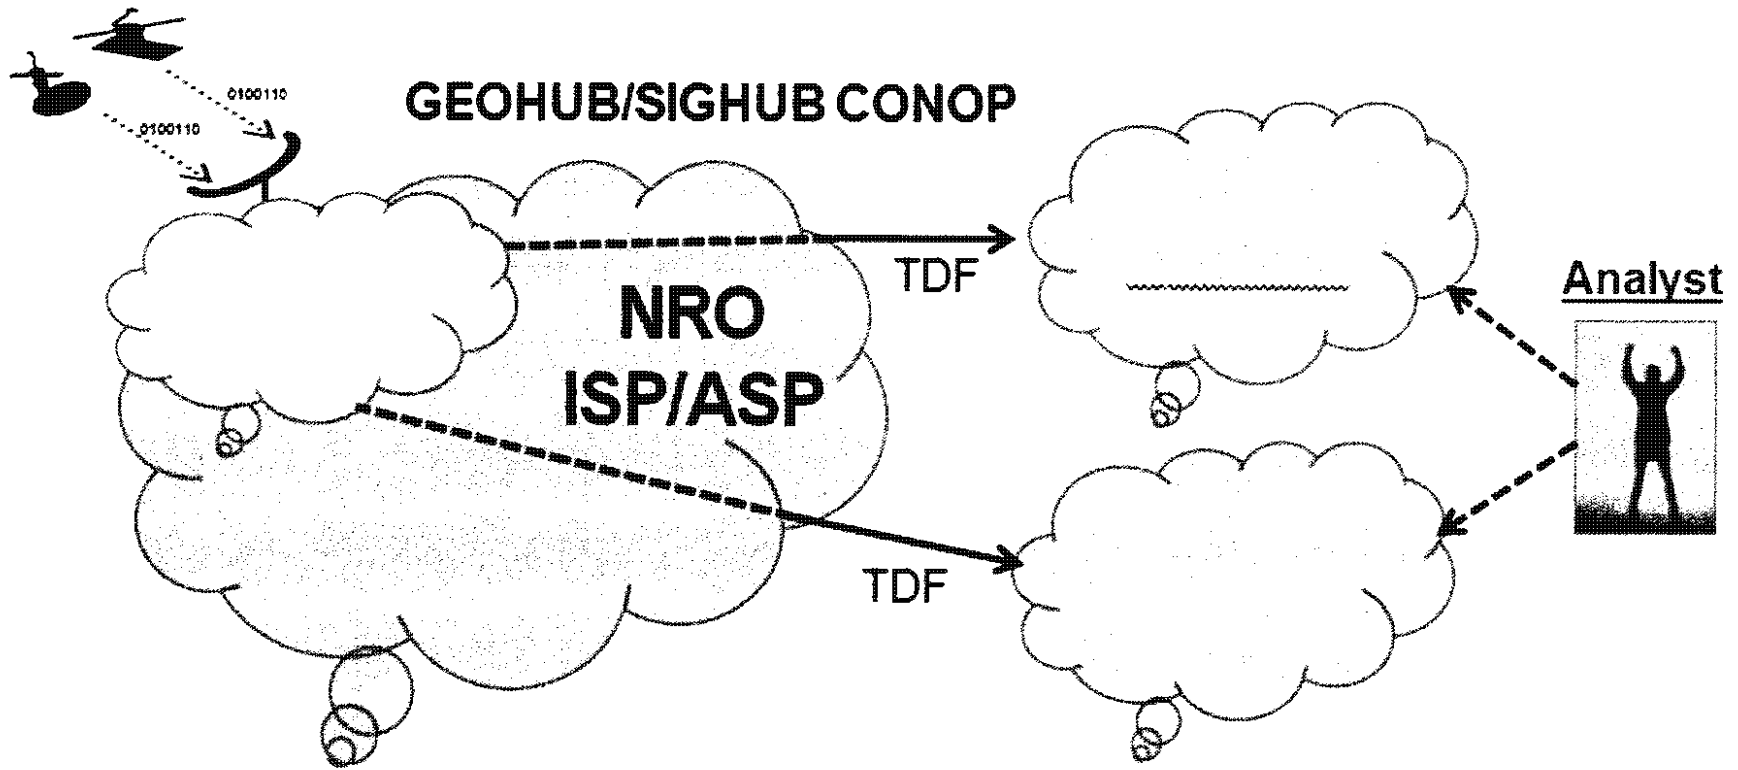 0100110
0100110
GEOHUB/SIGHUB CONOP
TDF
NRO
ISP/ASP
Analyst
TDF